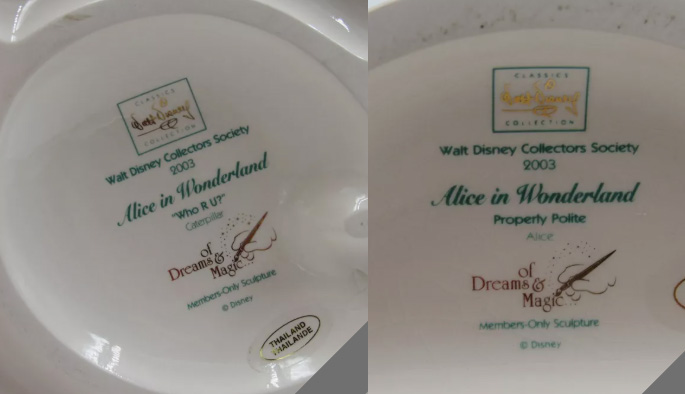 CLASSICS
Walt Disney
COLLECTION
Walt Disney Collectors Society
2003
Alice in Wonderland
"Who R U?"
Caterpillar
of
Dreams &
Magic
Members-Only Sculpture
© Disney
THAILAND
THAILANDE
CLASSICS
Walt Disney
COLLECTION
Walt Disney Collectors Society
2003
Alice in Wonderland
Properly Polite
Alice
of
Dreams &
Magic
Members-Only Sculpture
© Disney